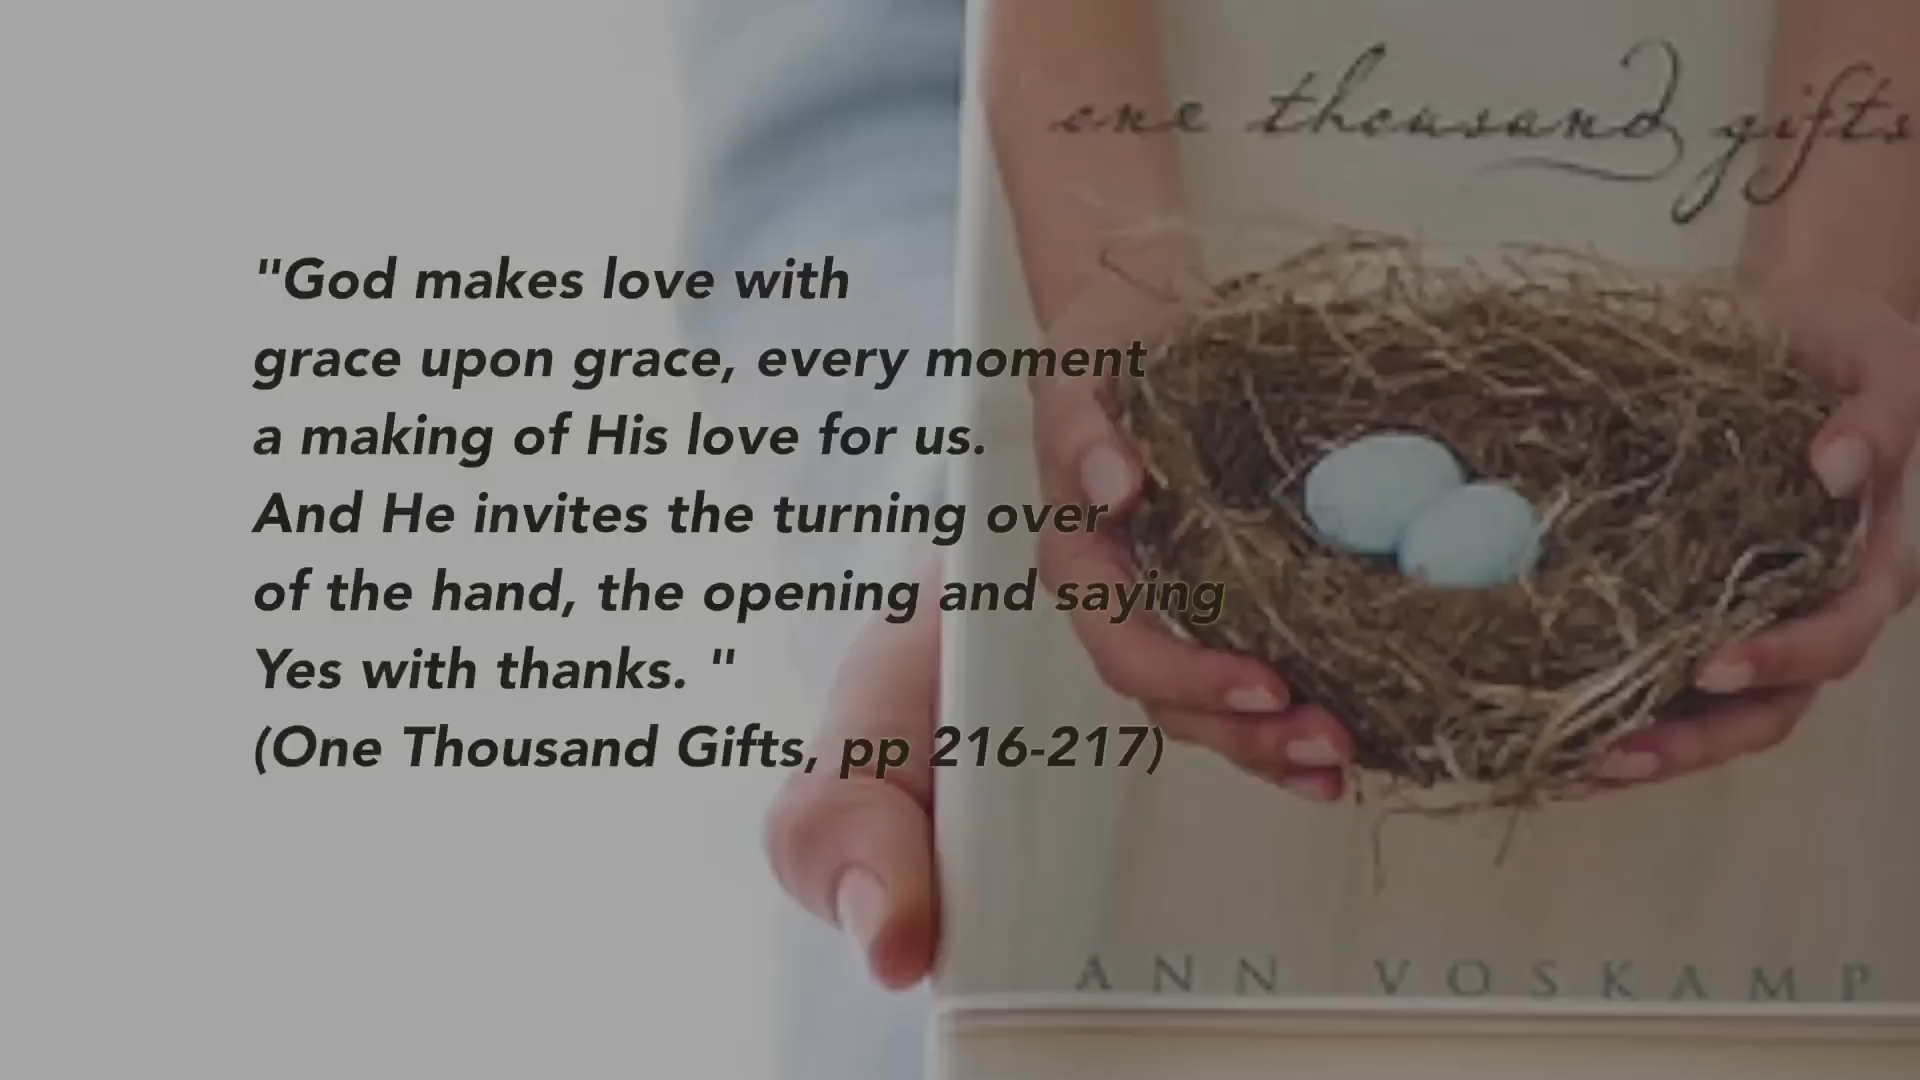 one thousand gifts
"God makes love with
grace upon grace, every moment
a making of His love for us.
And He invites the turning over
of the hand, the opening and saying
Yes with thanks. "
(One Thousand Gifts, pp 216-217)
ANN VOSKAMP